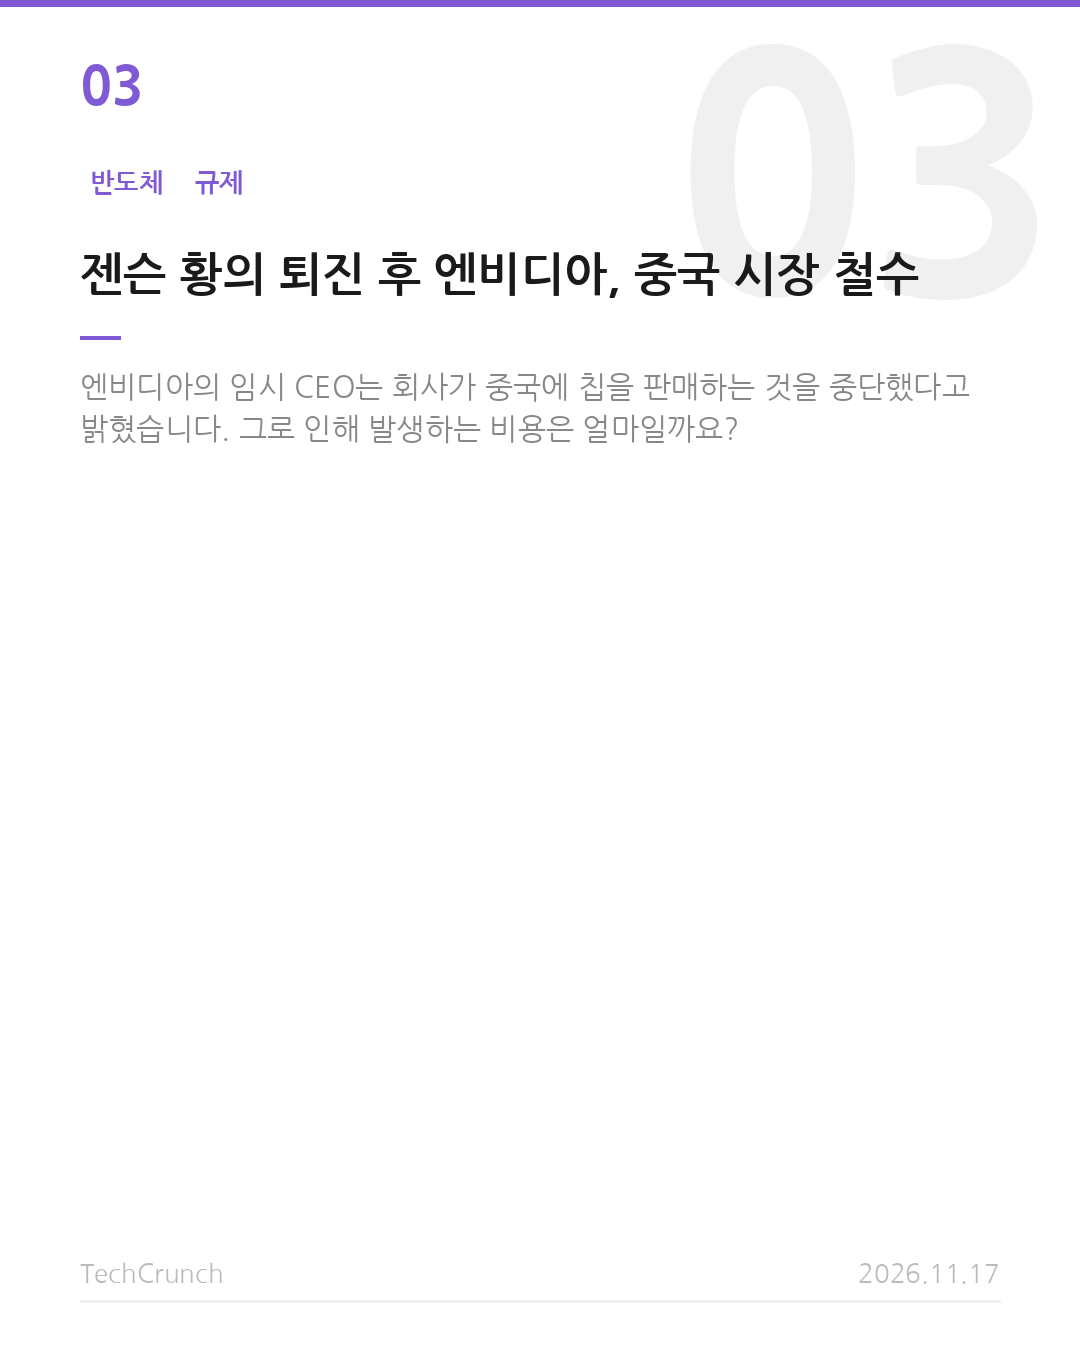 03
03
반도체 규제
젠슨 황의 퇴진 후 엔비디아, 중국 시장 철수
엔비디아의 임시 CEO는 회사가 중국에 칩을 판매하는 것을 중단했다고
밝혔습니다. 그로 인해 발생하는 비용은 얼마일까요?
TechCrunch 2026.11.17